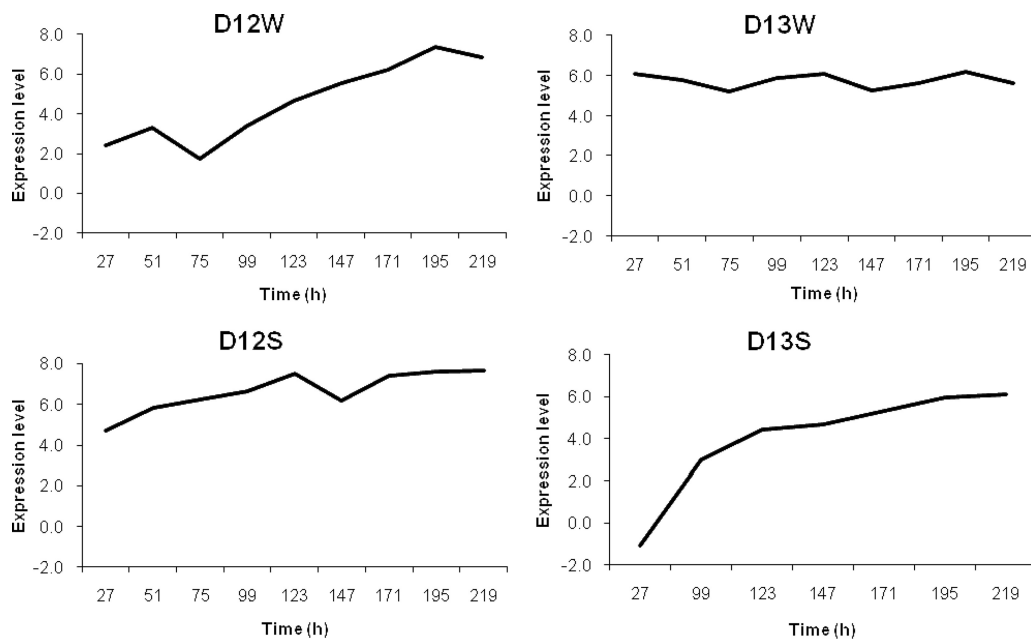 D12W
8.0
6.0
4.0
2.0
0.0
-2.0
Expression level
27 51 75 99 123 147 171 195 219
Time (h)
D13W
8.0
6.0
4.0
2.0
0.0
-2.0
Expression level
27 51 75 99 123 147 171 195 219
Time (h)
D12S
8.0
6.0
4.0
2.0
0.0
-2.0
Expression level
27 51 75 99 123 147 171 195 219
Time (h)
D13S
8.0
6.0
4.0
2.0
0.0
-2.0
Expression level
27 99 123 147 171 195 219
Time (h)